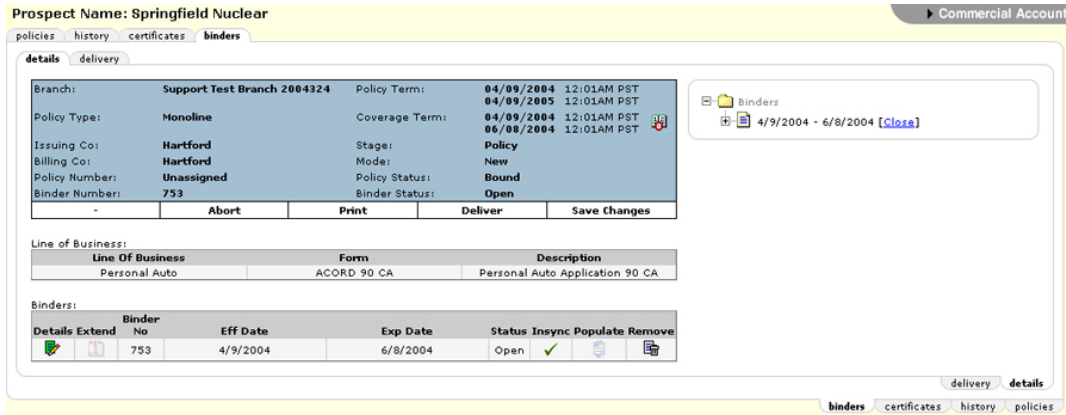 Prospect Name: Springfield Nuclear
Commercial Account
policies history certificates binders
details delivery
Branch: Support Test Branch 2004324 Policy Term: 04/09/2004 12:01AM PST
04/09/2005 12:01AM PST
Policy Type: Monoline Coverage Term: 04/09/2004 12:01AM PST
06/08/2004 12:01AM PST
Issuing Co: Hartford Stage: Policy
Billing Co: Hartford Mode: New
Policy Number: Unassigned Policy Status: Bound
Binder Number: 753 Binder Status: Open
- Abort Print Deliver Save Changes
Binders
4/9/2004 - 6/8/2004 [Close]
Line of Business:
Line Of Business Form Description
Personal Auto ACORD 90 CA Personal Auto Application 90 CA
Binders:
Details Extend Binder No Eff Date Exp Date Status Insync Populate Remove
1 753 4/9/2004 6/8/2004 Open
delivery details
binders certificates history policies